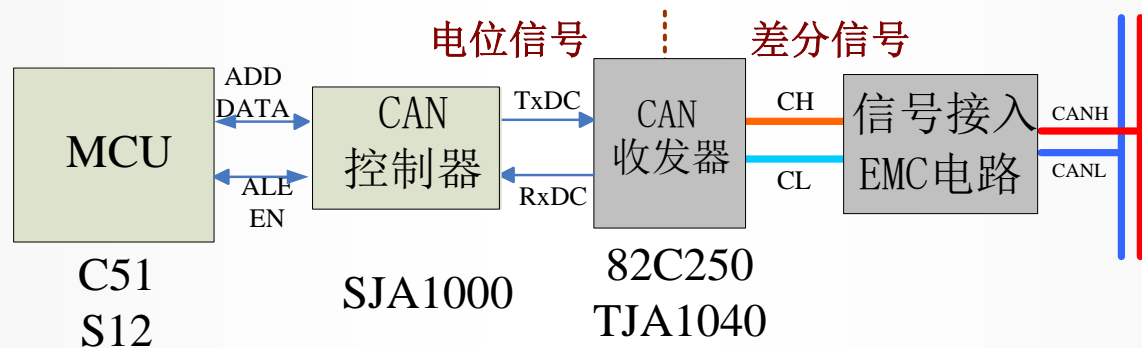 电位信号
差分信号
MCU
ADD
DATA
ALE
EN
CAN
控制器
TxDC
RxDC
CAN
收发器
CH
CL
信号接入
EMC电路
CANH
CANL
C51
S12
SJA1000
82C250
TJA1040